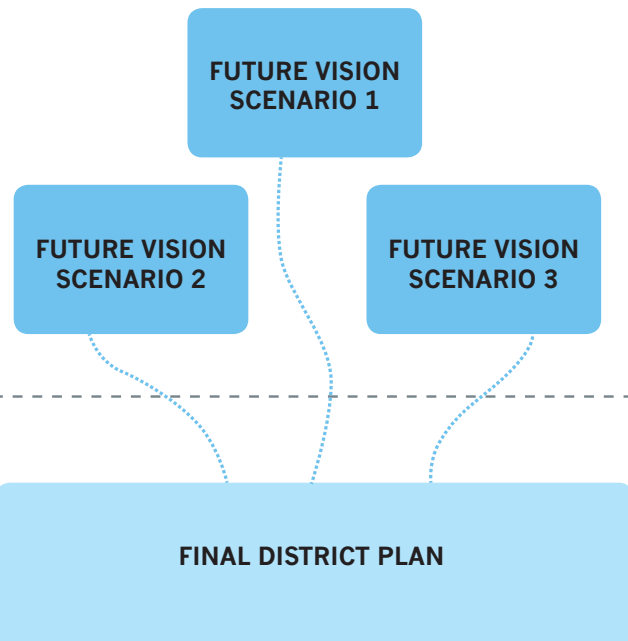 FUTURE VISION
SCENARIO 1
FUTURE VISION
SCENARIO 2
FUTURE VISION
SCENARIO 3
FINAL DISTRICT PLAN